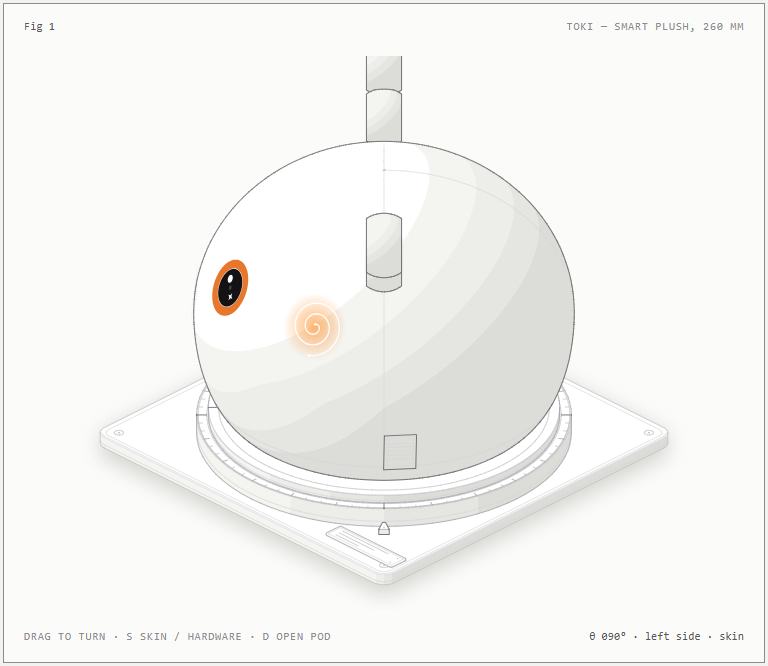 Fig 1
TOKI — SMART PLUSH, 260 MM
DRAG TO TURN · S SKIN / HARDWARE · D OPEN POD
θ 090° · left side · skin